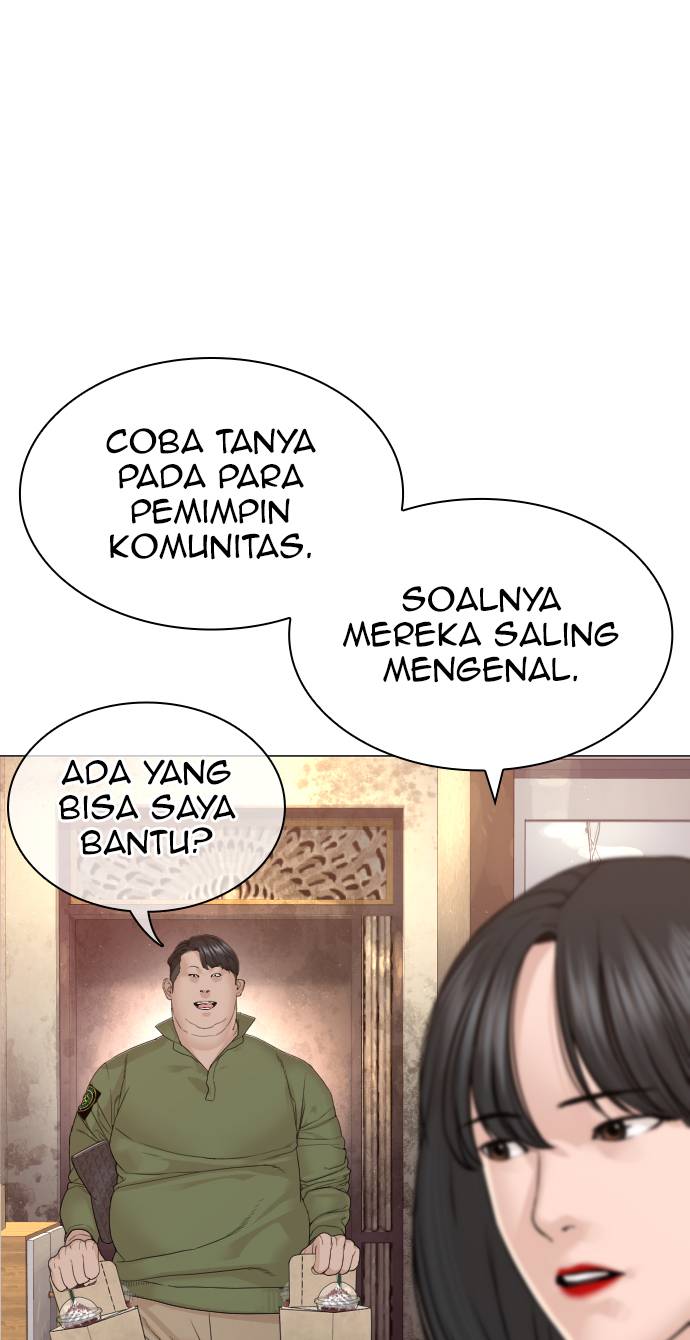 COBA TANYA
PADA PARA
PEMIMPIN
KOMUNITAS.
SOALNYA
MEREKA SALING
MENGENAL.
ADA YANG
BISA SAYA
BANTU?